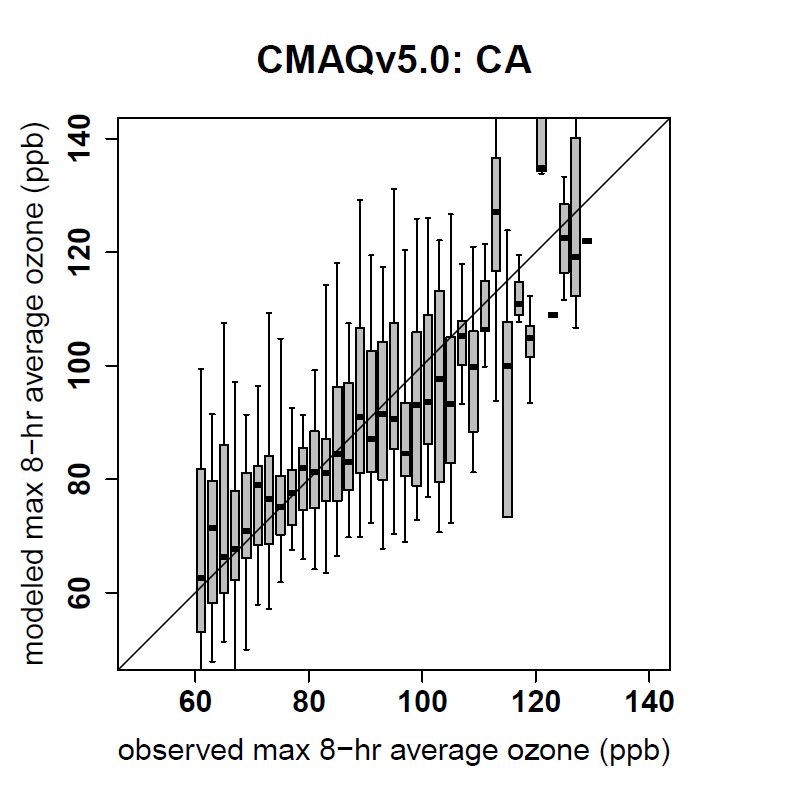 CMAQv5.0: CA
modeled max 8−hr average ozone (ppb)
140
120
100
80
60
60 80 100 120 140
observed max 8−hr average ozone (ppb)